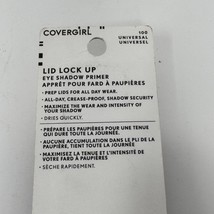 COVERGIRL
100
UNIVERSAL
UNIVERSEL
LID LOCK UP
EYE SHADOW PRIMER
APPRÊT POUR FARD À PAUPIÈRES
• PREP LIDS FOR ALL DAY WEAR.
• ALL-DAY, CREASE-PROOF, SHADOW SECURITY
• MAXIMIZE THE WEAR AND INTENSITY OF
YOUR SHADOW
• DRIES QUICKLY.
• PRÉPARE LES PAUPIÈRES POUR UNE TENUE
QUI DURE TOUTE LA JOURNÉE.
• AUCUNE ACCUMULATION DANS LE PLI DE LA
PAUPIÈRE, TIENT TOUTE LA JOURNÉE
• MAXIMISEZ LA TENUE ET L'INTENSITÉ DE
VOTRE FARD À PAUPIÈRES
• SÈCHE RAPIDEMENT.